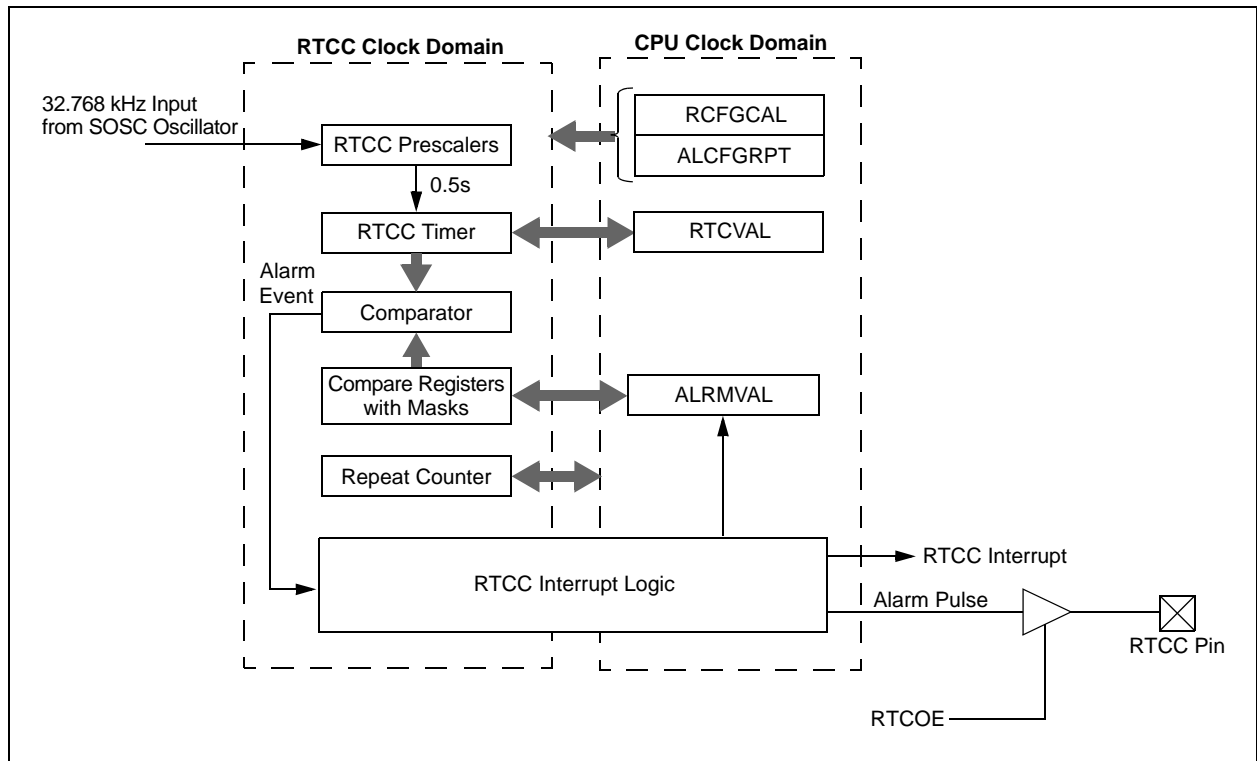 RTCC Clock Domain
CPU Clock Domain
32.768 kHz Input
from SOSC Oscillator
RTCC Prescalers
0.5s
RCFGCAL
ALCFGRPT
RTCC Timer
RTCVAL
Alarm
Event
Comparator
Compare Registers
with Masks
ALRMVAL
Repeat Counter
RTCC Interrupt Logic
RTCC Interrupt
Alarm Pulse
RTCC Pin
RTCOE